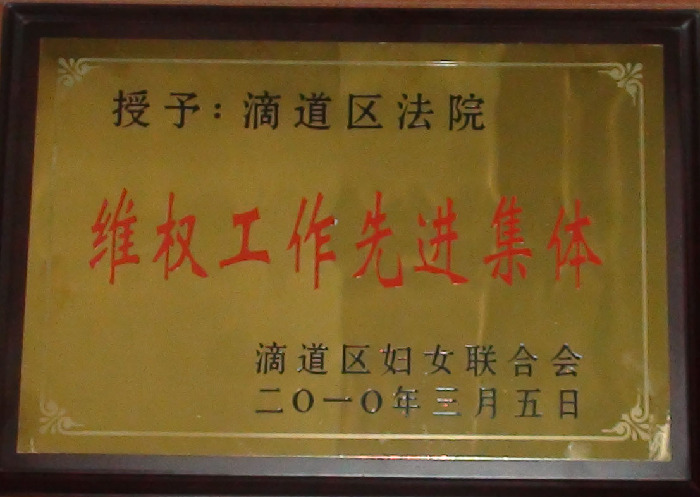 授予：滴道区法院
维权工作先进集体
滴道区妇女联合会
二〇一〇年三月五日